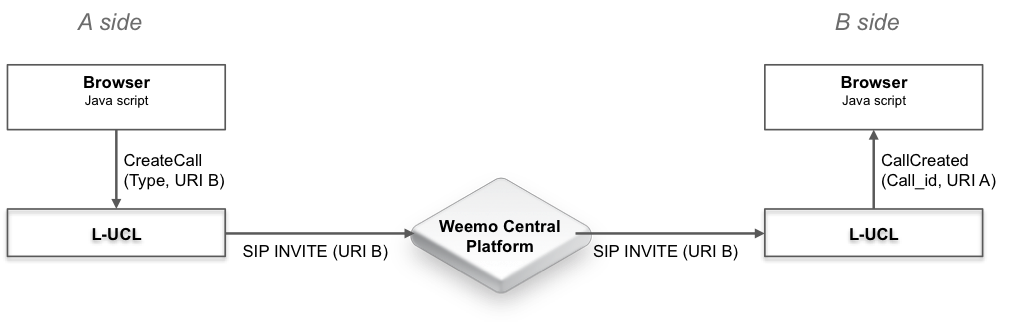 A side
B side
Browser
Java script
Browser
Java script
CreateCall
(Type, URI B)
CallCreated
(Call_id, URI A)
L-UCL
Weemo Central
Platform
L-UCL
SIP INVITE (URI B)
SIP INVITE (URI B)